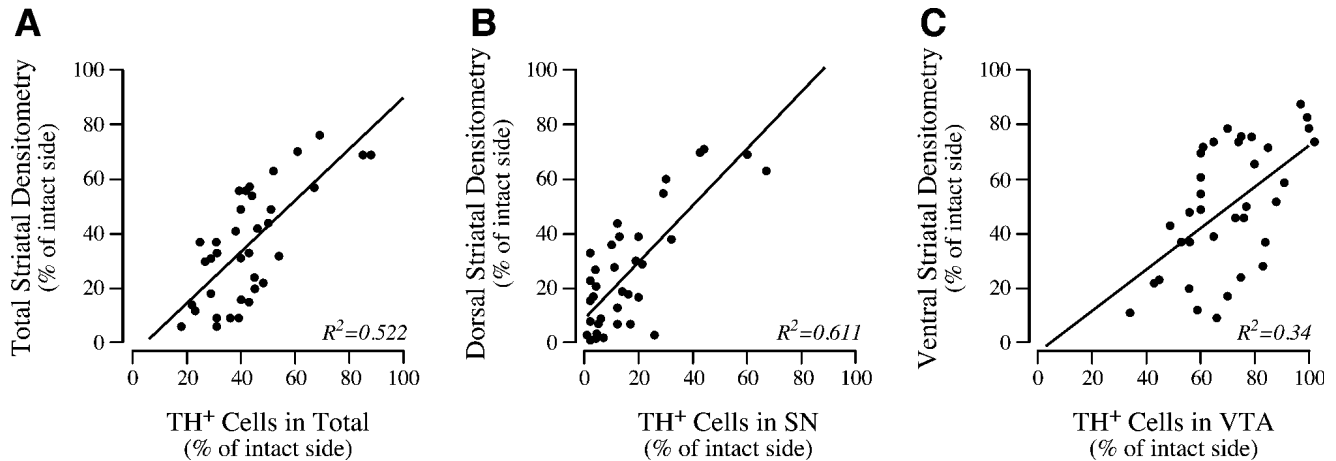 A
Total Striatal Densitometry
(% of intact side)
100
80
60
40
20
0
R²=0.522
0 20 40 60 80 100
TH⁺ Cells in Total
(% of intact side)
B
Dorsal Striatal Densitometry
(% of intact side)
100
80
60
40
20
0
R²=0.611
0 20 40 60 80 100
TH⁺ Cells in SN
(% of intact side)
C
Ventral Striatal Densitometry
(% of intact side)
100
80
60
40
20
0
R²=0.34
0 20 40 60 80 100
TH⁺ Cells in VTA
(% of intact side)